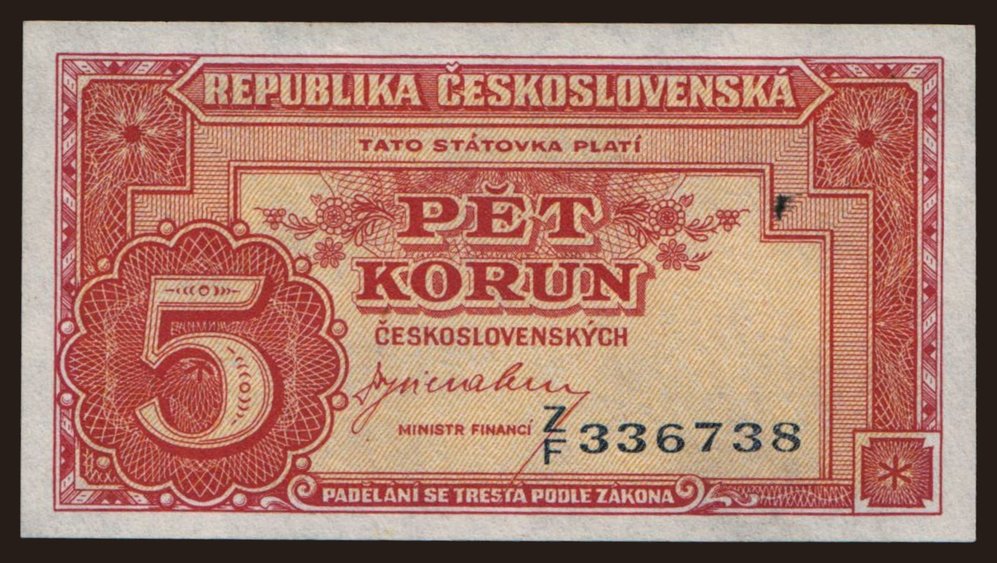 REPUBLIKA ČESKOSLOVENSKÁ
TATO STÁTOVKA PLATÍ
F
PĚT
KORUN
ČESKOSLOVENSKÝCH
5
MINISTR FINANCÍ
Z/F 336738
PADĚLÁNÍ SE TRESTÁ PODLE ZÁKONA